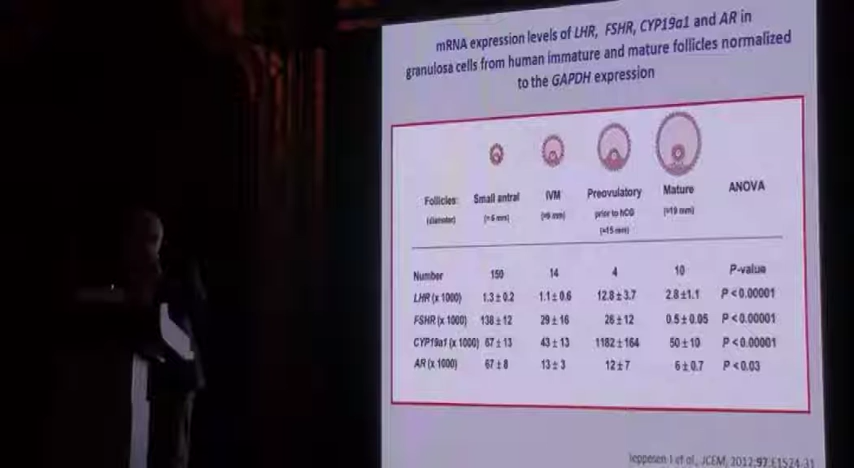 mRNA expression levels of LHR, FSHR, CYP19a1 and AR in
granulosa cells from human immature and mature follicles normalized
to the GAPDH expression
Follicles: Small antral IVM Preovulatory Mature ANOVA
(diameter) prior to hCG
Number 150 14 4 10 P-value
LHR (x 1000) 1.3±0.2 1.1±0.6 12.8±3.7 2.8±1.1 P<0.00001
FSHR (x 1000) 138±12 29±16 26±12 0.5±0.05 P<0.00001
CYP19a1 (x 1000) 67±13 43±13 1182±164 50±10 P<0.00001
AR (x 1000) 67±8 13±3 12±7 6±0.7 P<0.03
Jeppesen J et al., JCEM, 2012;97:E1524-31